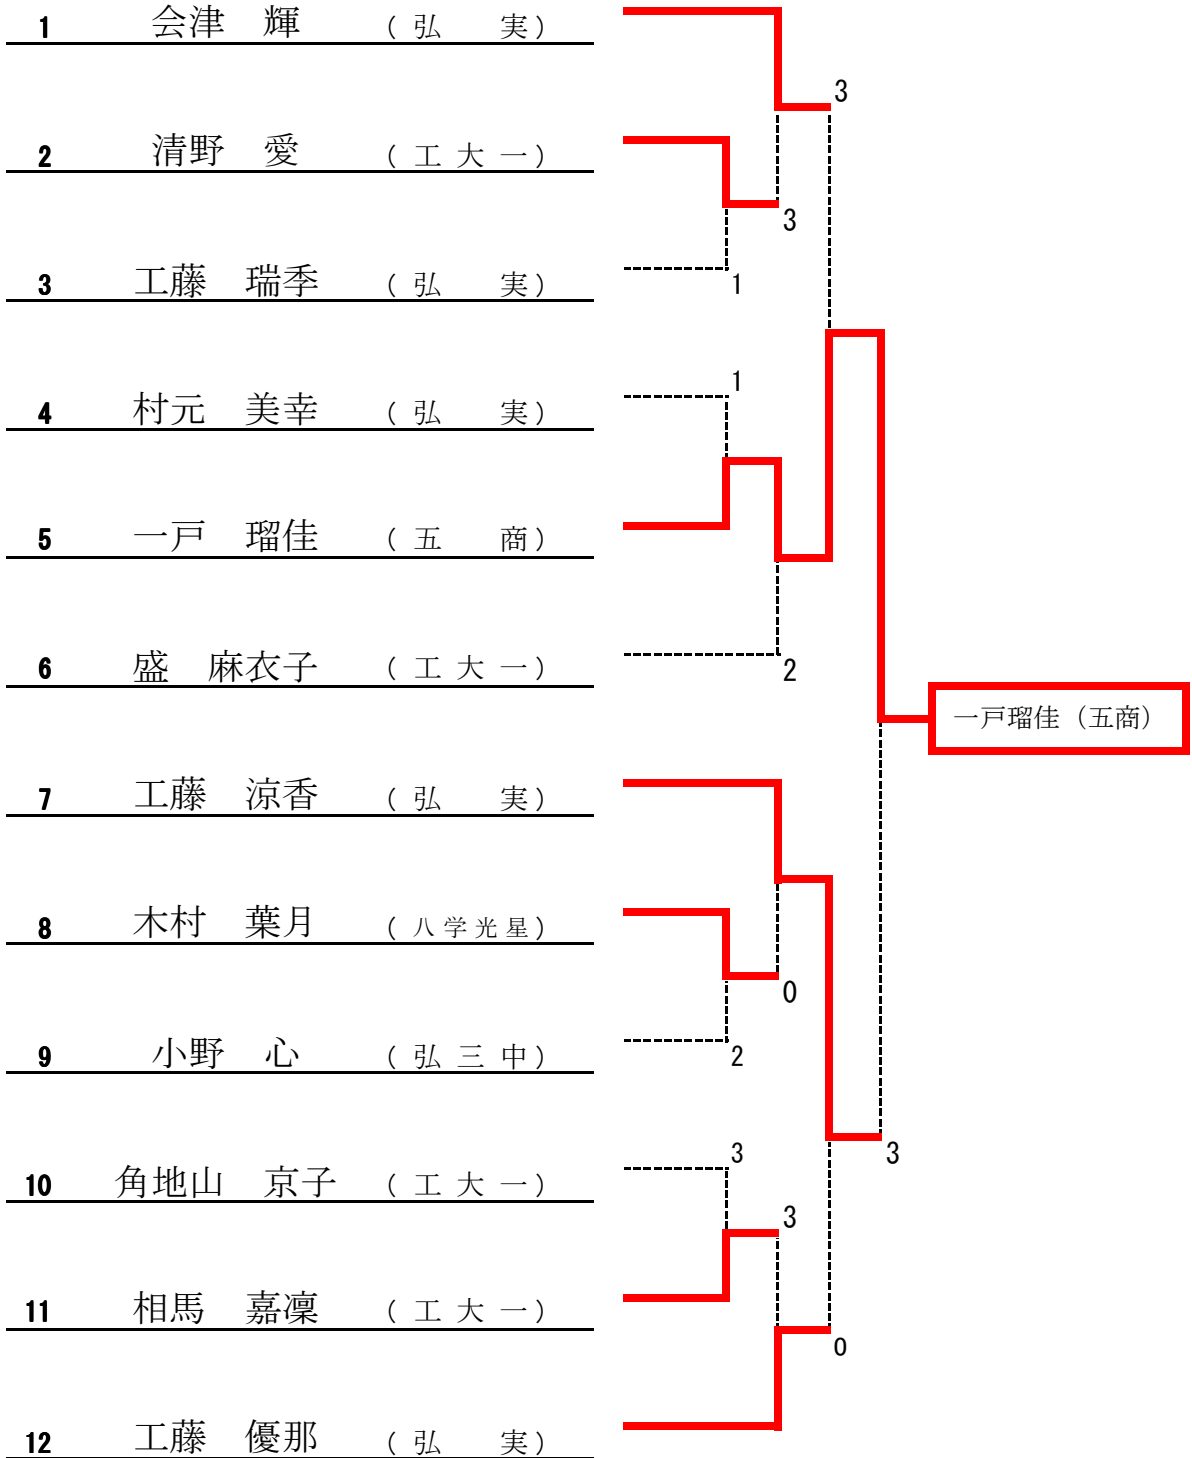 1 会津 輝 (弘 実)
3
2 清野 愛 (工大一)
3
3 工藤 瑞季 (弘 実)
1
1
4 村元 美幸 (弘 実)
5 一戸 瑠佳 (五 商)
6 盛 麻衣子 (工大一)
2
一戸瑠佳（五商）
7 工藤 涼香 (弘 実)
8 木村 葉月 (八学光星)
0
9 小野 心 (弘三中)
2
3
3
10 角地山 京子 (工大一)
3
11 相馬 嘉凜 (工大一)
0
12 工藤 優那 (弘 実)